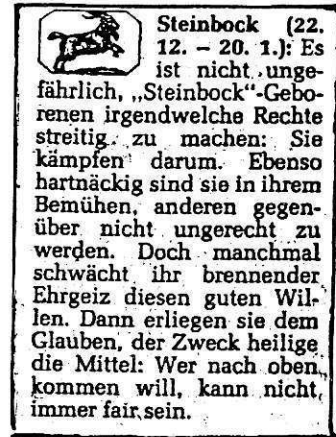 Steinbock (22.
12. – 20. 1.): Es
ist nicht unge-
fährlich, „Steinbock“-Gebo-
renen irgendwelche Rechte
streitig zu machen: Sie
kämpfen darum. Ebenso
hartnäckig sind sie in ihrem
Bemühen, anderen gegen-
über nicht ungerecht zu
werden. Doch manchmal
schwächt ihr brennender
Ehrgeiz diesen guten Wil-
len. Dann erliegen sie dem
Glauben, der Zweck heilige
die Mittel: Wer nach oben
kommen will, kann nicht
immer fair sein.